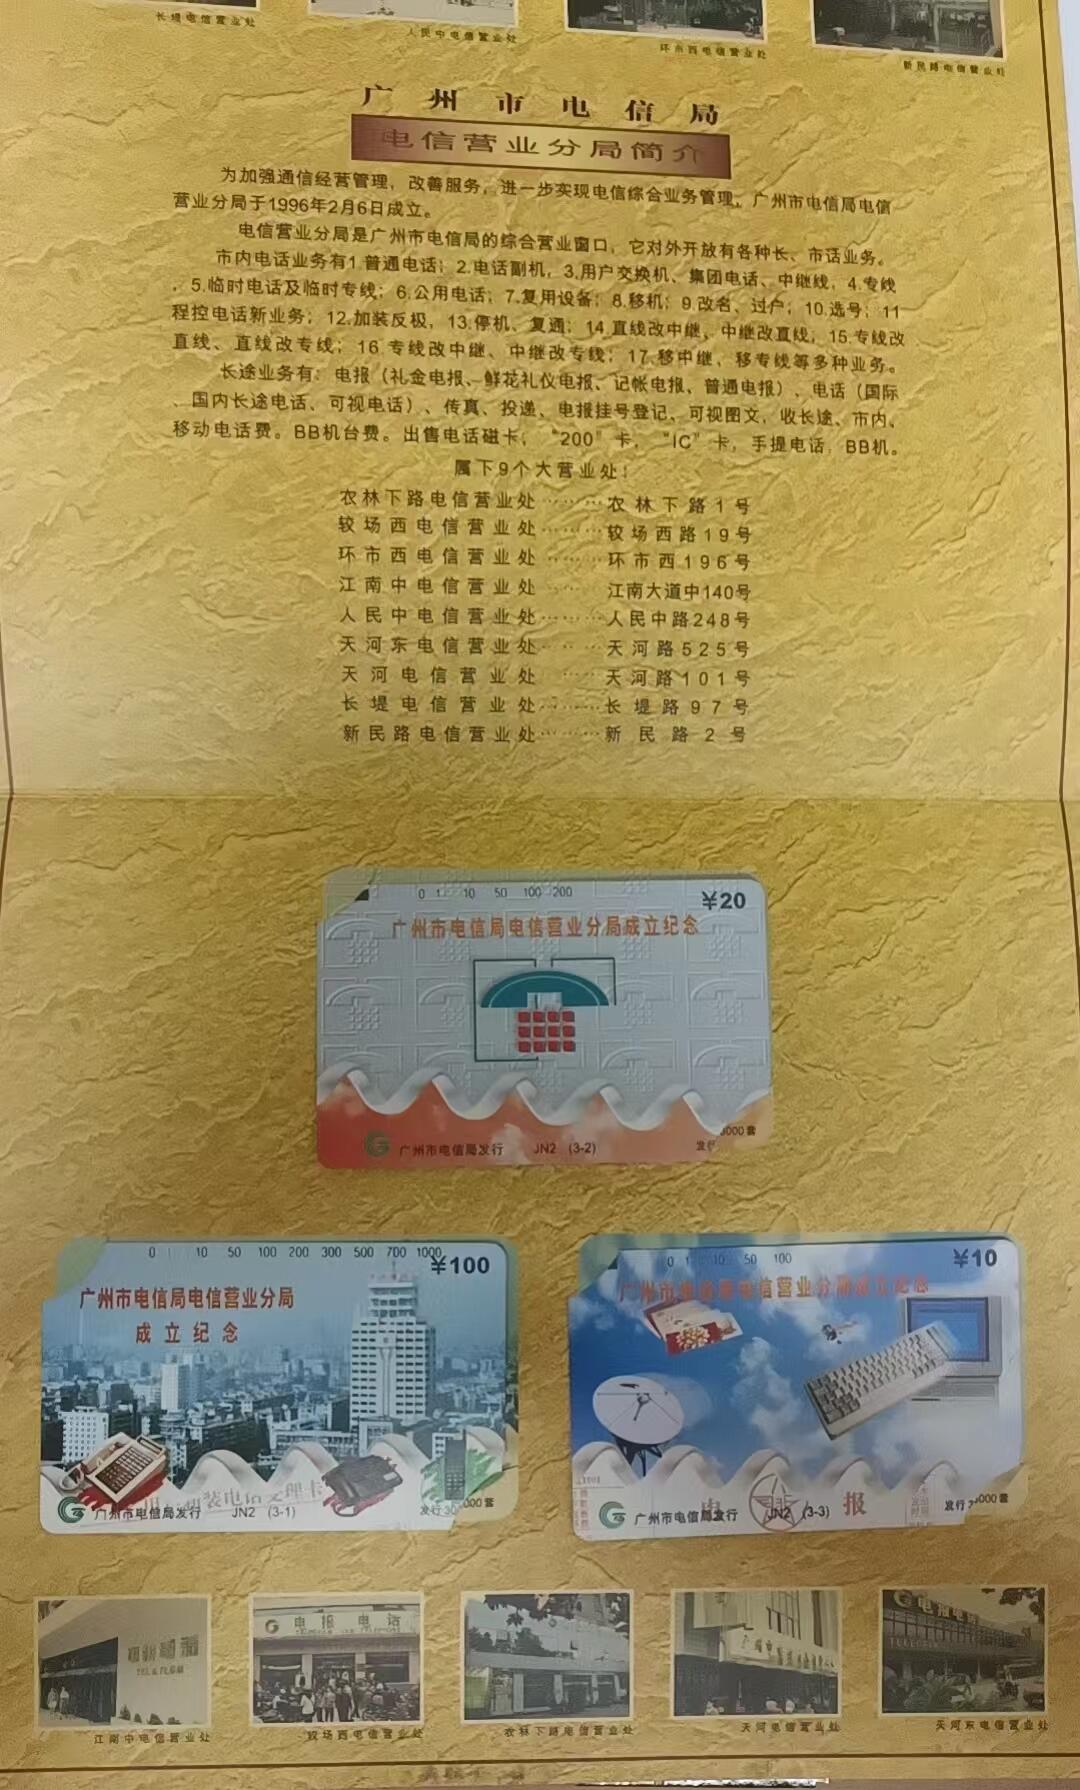 长堤电信营业处
人民中电信营业处
环市西电信营业处
新民路电信营业处
广州市电信局
电信营业分局简介
为加强通信经营管理，改善服务，进一步实现电信综合业务管理，广州市电信局电信
营业分局于1996年2月6日成立。
电信营业分局是广州市电信局的综合营业窗口，它对外开放有各种长、市话业务。
市内电话业务有1.普通电话；2.电话副机，3.用户交换机、集团电话、中继线，4.专线
，5.临时电话及临时专线；6.公用电话；7.复用设备；8.移机；9.改名、过户；10.选号；11
程控电话新业务；12.加装反极，13.停机、复通；14.直线改中继、中继改直线；15.专线改
直线、直线改专线；16.专线改中继、中继改专线；17.移中继，移专线等多种业务。
长途业务有：电报（礼金电报、鲜花礼仪电报、记帐电报、普通电报）、电话（国际
、国内长途电话、可视电话）、传真、投递、电报挂号登记、可视图文，收长途、市内、
移动电话费。BB机台费。出售电话磁卡，“200”卡，“IC”卡，手提电话，BB机。
属下9个大营业处：
农林下路电信营业处………农林下路1号
较场西电信营业处………较场西路19号
环市西电信营业处………环市西196号
江南中电信营业处………江南大道中140号
人民中电信营业处………人民中路248号
天河东电信营业处………天河路525号
天河电信营业处………天河路101号
长堤电信营业处………长堤路97号
新民路电信营业处………新民路2号
0 1 10 50 100 200
¥20
广州市电信局电信营业分局成立纪念
广州市电信局发行 JN2 (3-2)
000套
0 1 10 50 100 200 300 500 700 1000
¥100
广州市电信局电信营业分局
成立纪念
广州市电信局发行 JN2 (3-1)
发行30000套
0 1 10 50 100
¥10
广州市电信局电信营业分局成立纪念
电报
广州市电信局发行 JN2 (3-3)
发行 000套
电报 电话
江南中电信营业处
较场西电信营业处
农林下路电信营业处
天河电信营业处
天河东电信营业处